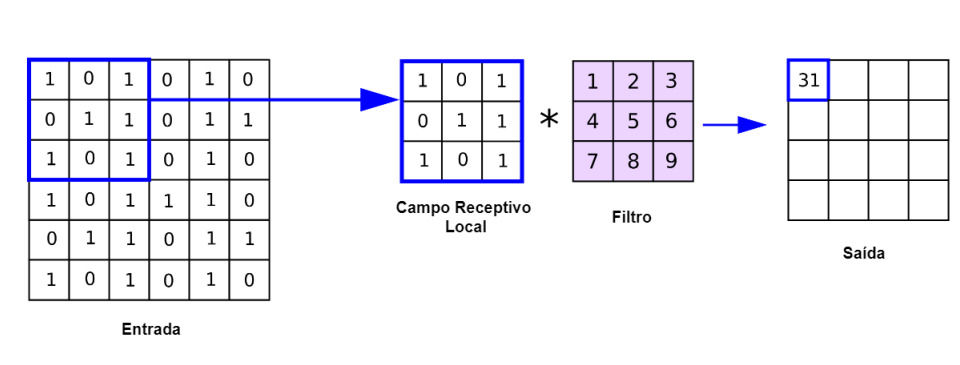 1 0 1 0 1 0
0 1 1 0 1 1
1 0 1 0 1 0
1 0 1 1 1 0
0 1 1 0 1 1
1 0 1 0 1 0
Entrada
1 0 1
0 1 1
1 0 1
Campo Receptivo
Local
*
1 2 3
4 5 6
7 8 9
Filtro
31
Saída